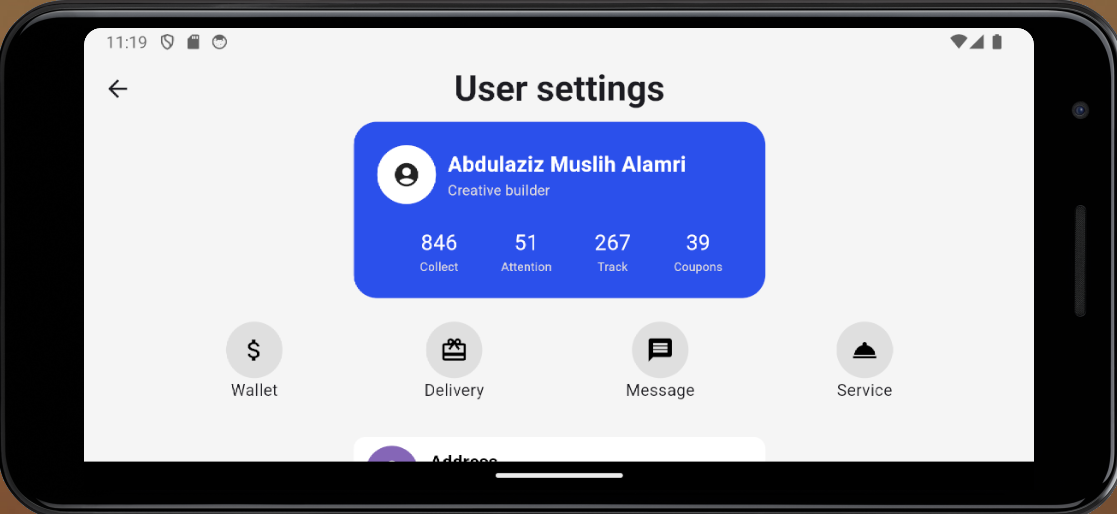 11:19
User settings
Abdulaziz Muslih Alamri
Creative builder
846 51 267 39
Collect Attention Track Coupons
Wallet Delivery Message Service
Address